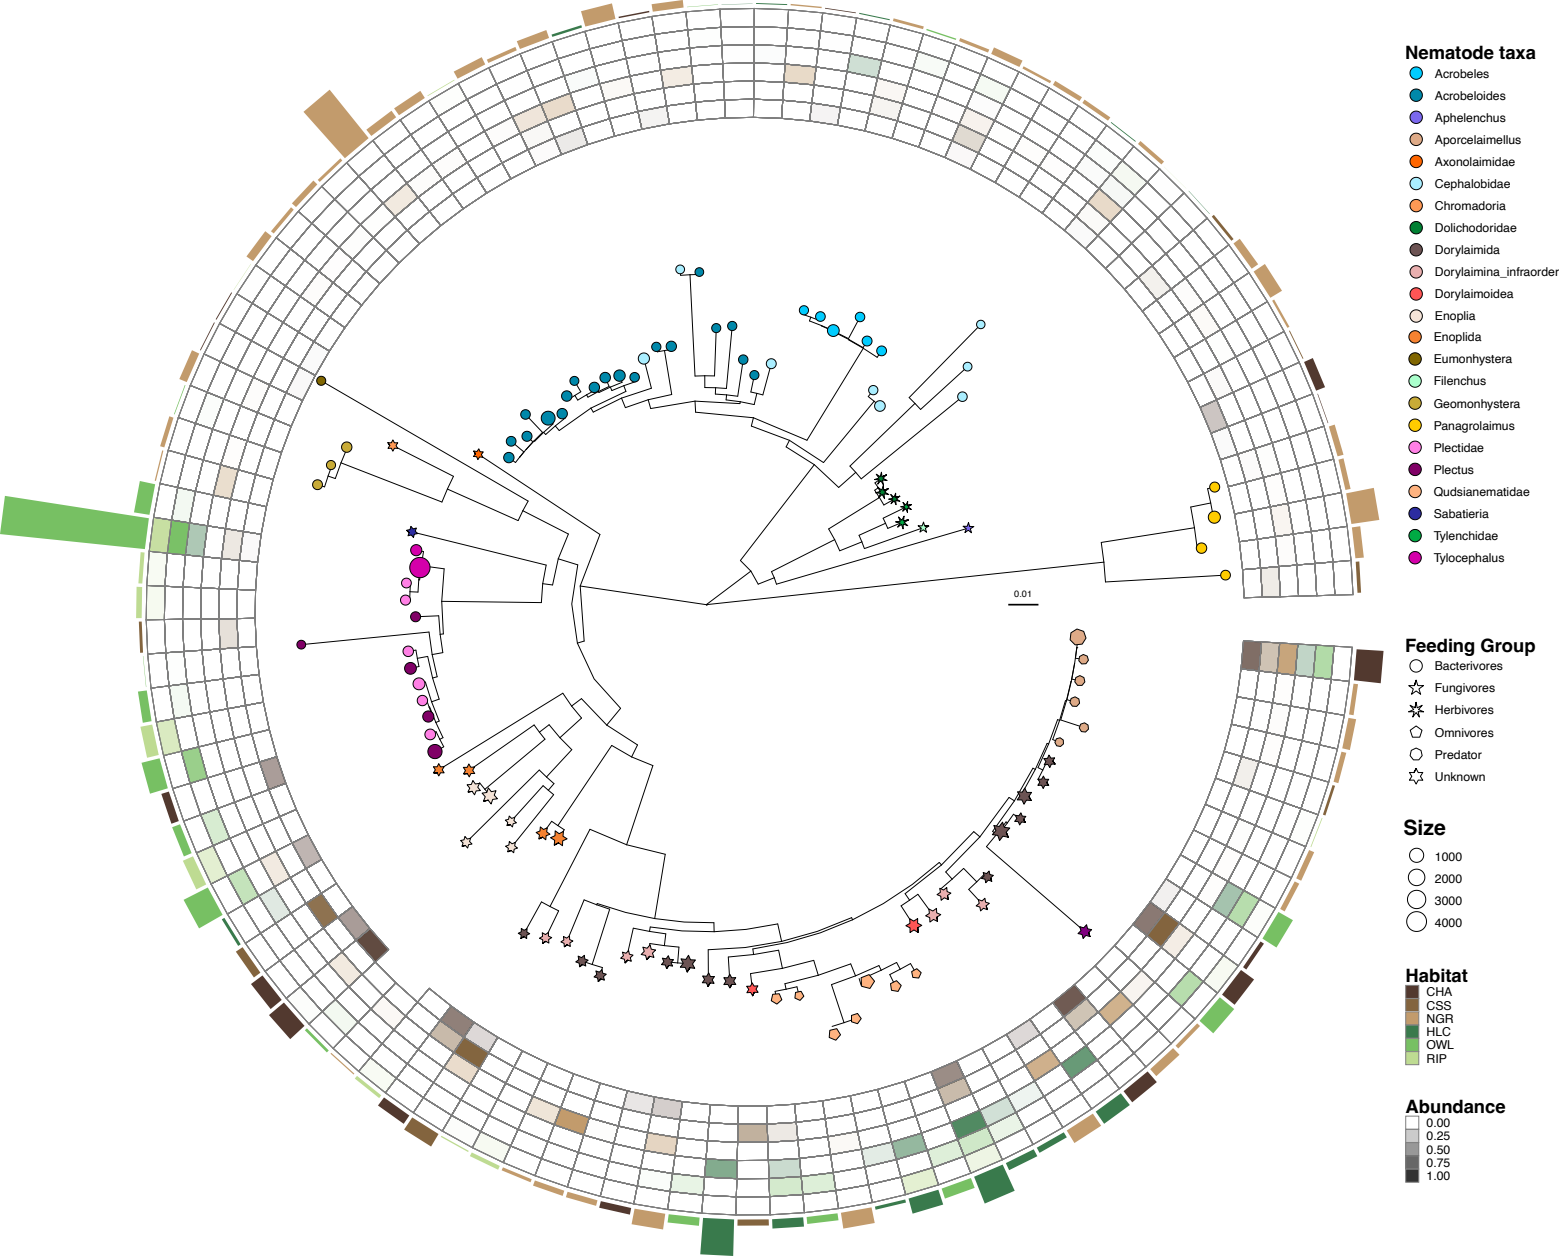 Nematode taxa
Acrobeles
Acrobeloides
Aphelenchus
Aporcelaimellus
Axonolaimidae
Cephalobidae
Chromadoria
Dolichodoridae
Dorylaimida
Dorylaimina_infraorder
Dorylaimoidea
Enoplia
Enoplida
Eumonhystera
Filenchus
Geomonhystera
Panagrolaimus
Plectidae
Plectus
Qudsianematidae
Sabatieria
Tylenchidae
Tylocephalus
0.01
Feeding Group
Bacterivores
Fungivores
Herbivores
Omnivores
Predator
Unknown
Size
1000
2000
3000
4000
Habitat
CHA
CSS
NGR
HLC
OWL
RIP
Abundance
0.00
0.25
0.50
0.75
1.00